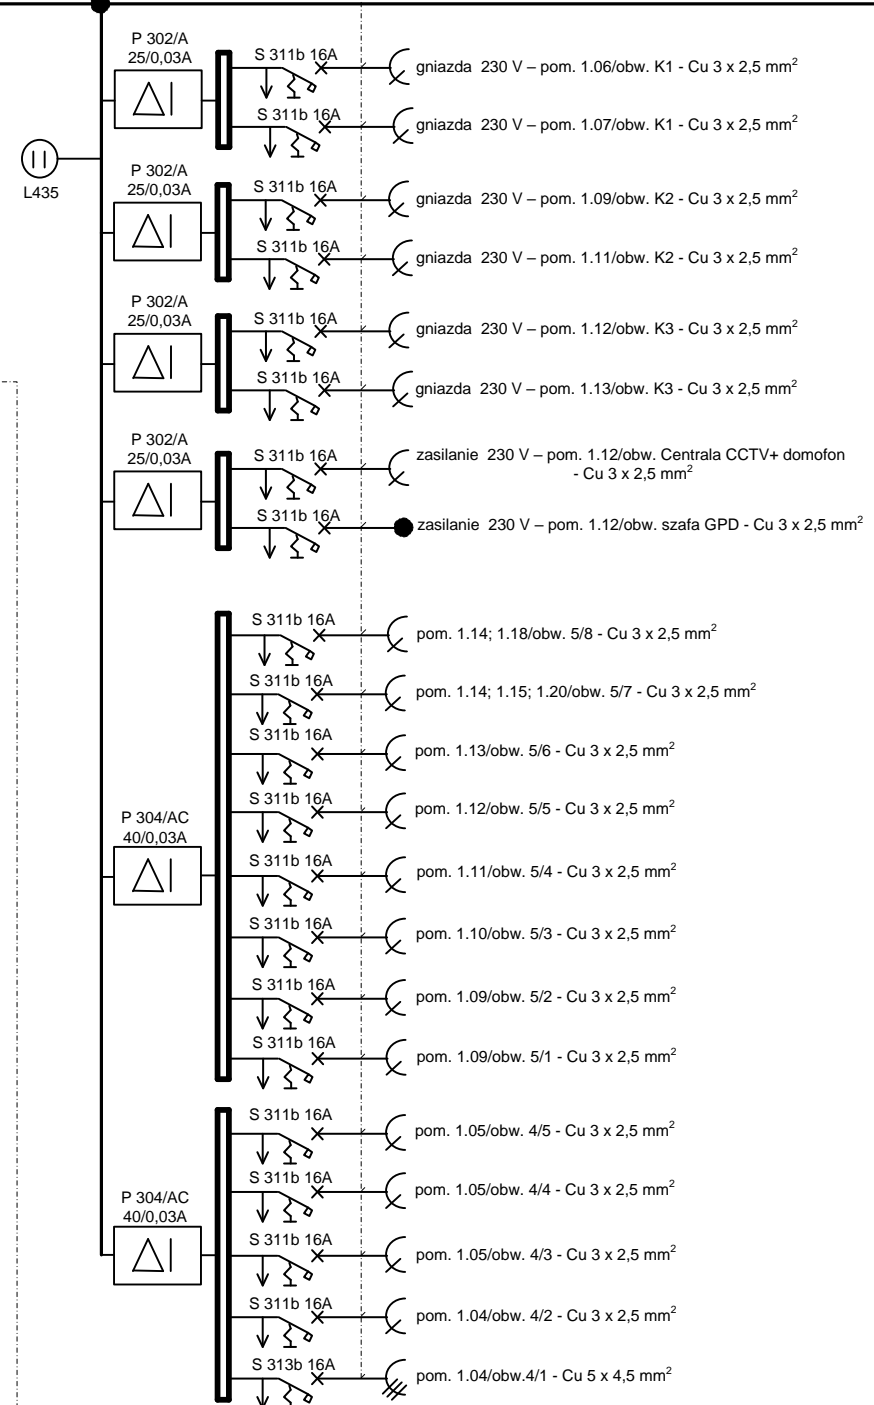 P 302/A
25/0,03A
S 311b 16A
gniazda 230 V – pom. 1.06/obw. K1 - Cu 3 x 2,5 mm²
S 311b 16A
gniazda 230 V – pom. 1.07/obw. K1 - Cu 3 x 2,5 mm²
L435
P 302/A
25/0,03A
S 311b 16A
gniazda 230 V – pom. 1.09/obw. K2 - Cu 3 x 2,5 mm²
S 311b 16A
gniazda 230 V – pom. 1.11/obw. K2 - Cu 3 x 2,5 mm²
P 302/A
25/0,03A
S 311b 16A
gniazda 230 V – pom. 1.12/obw. K3 - Cu 3 x 2,5 mm²
S 311b 16A
gniazda 230 V – pom. 1.13/obw. K3 - Cu 3 x 2,5 mm²
P 302/A
25/0,03A
S 311b 16A
zasilanie 230 V – pom. 1.12/obw. Centrala CCTV+ domofon
- Cu 3 x 2,5 mm²
S 311b 16A
zasilanie 230 V – pom. 1.12/obw. szafa GPD - Cu 3 x 2,5 mm²
P 304/AC
40/0,03A
S 311b 16A
pom. 1.14; 1.18/obw. 5/8 - Cu 3 x 2,5 mm²
S 311b 16A
pom. 1.14; 1.15; 1.20/obw. 5/7 - Cu 3 x 2,5 mm²
S 311b 16A
pom. 1.13/obw. 5/6 - Cu 3 x 2,5 mm²
S 311b 16A
pom. 1.12/obw. 5/5 - Cu 3 x 2,5 mm²
S 311b 16A
pom. 1.11/obw. 5/4 - Cu 3 x 2,5 mm²
S 311b 16A
pom. 1.10/obw. 5/3 - Cu 3 x 2,5 mm²
S 311b 16A
pom. 1.09/obw. 5/2 - Cu 3 x 2,5 mm²
S 311b 16A
pom. 1.09/obw. 5/1 - Cu 3 x 2,5 mm²
P 304/AC
40/0,03A
S 311b 16A
pom. 1.05/obw. 4/5 - Cu 3 x 2,5 mm²
S 311b 16A
pom. 1.05/obw. 4/4 - Cu 3 x 2,5 mm²
S 311b 16A
pom. 1.05/obw. 4/3 - Cu 3 x 2,5 mm²
S 311b 16A
pom. 1.04/obw. 4/2 - Cu 3 x 2,5 mm²
S 313b 16A
pom. 1.04/obw.4/1 - Cu 5 x 4,5 mm²